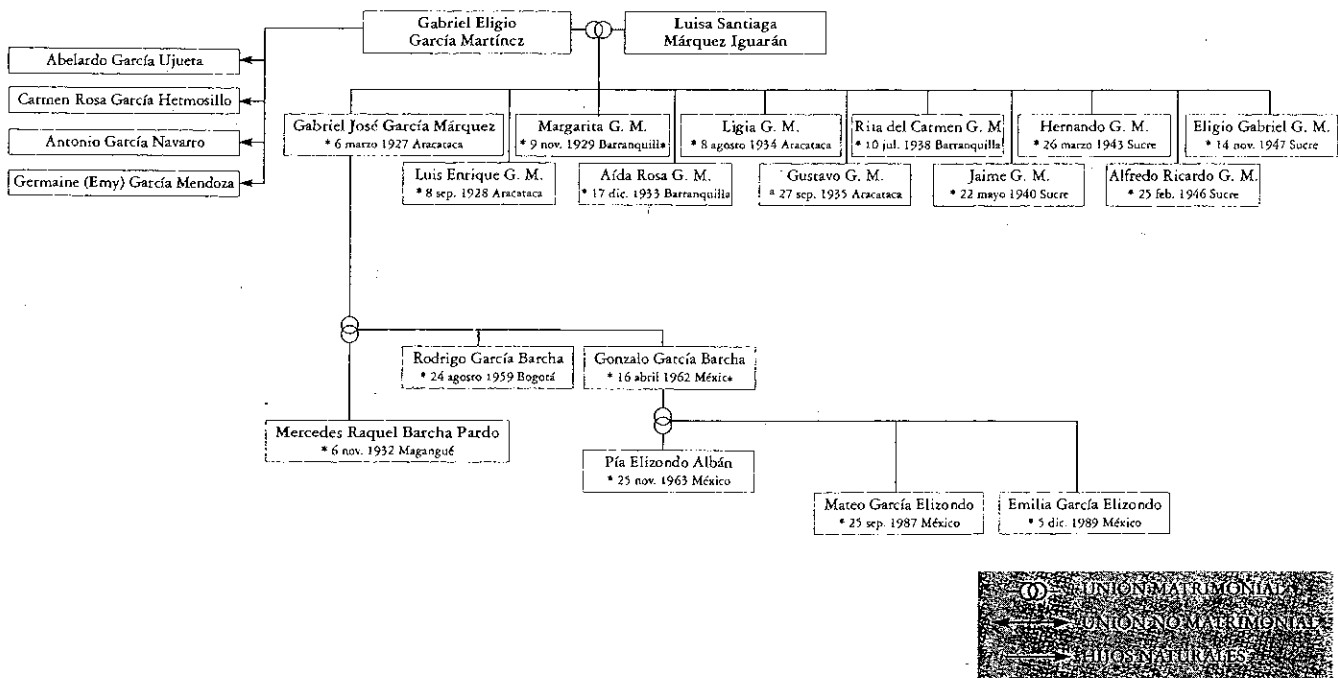 Gabriel Eligio
García Martínez
Luisa Santiaga
Márquez Iguarán
Abelardo García Ujueta
Carmen Rosa García Hermosillo
Antonio García Navarro
Germaine (Emy) García Mendoza
Gabriel José García Márquez
* 6 marzo 1927 Aracataca
Margarita G. M.
* 9 nov. 1929 Barranquilla
Ligia G. M.
* 8 agosto 1934 Aracataca
Rita del Carmen G. M
* 10 jul. 1938 Barranquilla
Hernando G. M.
* 26 marzo 1943 Sucre
Eligio Gabriel G. M.
* 14 nov. 1947 Sucre
Luis Enrique G. M.
* 8 sep. 1928 Aracataca
Aída Rosa G. M.
* 17 dic. 1933 Barranquilla
Gustavo G. M.
* 27 sep. 1935 Aracataca
Jaime G. M.
* 22 mayo 1940 Sucre
Alfredo Ricardo G. M.
* 25 feb. 1946 Sucre
Rodrigo García Barcha
* 24 agosto 1959 Bogotá
Gonzalo García Barcha
* 16 abril 1962 México
Mercedes Raquel Barcha Pardo
* 6 nov. 1932 Magangué
Pía Elizondo Albán
* 25 nov. 1963 México
Mateo García Elizondo
* 25 sep. 1987 México
Emilia García Elizondo
* 5 dic. 1989 México
UNION MATRIMONIAL
UNION NO MATRIMONIAL
HIJOS NATURALES